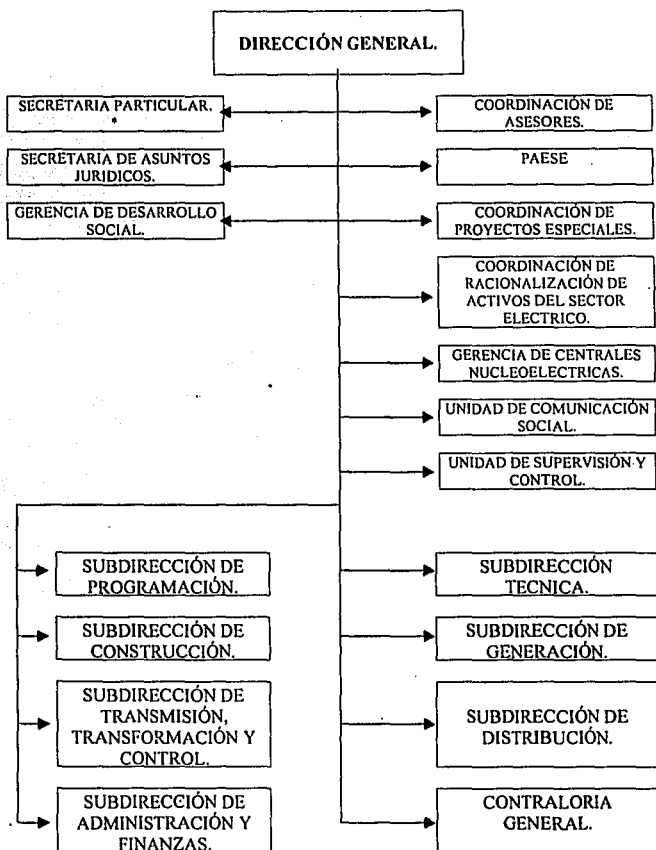 DIRECCIÓN GENERAL.
SECRETARIA PARTICULAR.
COORDINACIÓN DE
ASESORES.
SECRETARIA DE ASUNTOS
JURIDICOS.
PAESE
GERENCIA DE DESARROLLO
SOCIAL.
COORDINACIÓN DE
PROYECTOS ESPECIALES.
COORDINACIÓN DE
RACIONALIZACIÓN DE
ACTIVOS DEL SECTOR
ELECTRICO.
GERENCIA DE CENTRALES
NUCLEOELECTRICAS.
UNIDAD DE COMUNICACIÓN
SOCIAL.
UNIDAD DE SUPERVISIÓN Y
CONTROL.
SUBDIRECCIÓN DE
PROGRAMACIÓN.
SUBDIRECCIÓN
TECNICA.
SUBDIRECCIÓN DE
CONSTRUCCIÓN.
SUBDIRECCIÓN DE
GENERACIÓN.
SUBDIRECCIÓN DE
TRANSMISIÓN,
TRANSFORMACIÓN Y
CONTROL.
SUBDIRECCIÓN DE
DISTRIBUCIÓN.
SUBDIRECCIÓN DE
ADMINISTRACIÓN Y
FINANZAS.
CONTRALORIA
GENERAL.